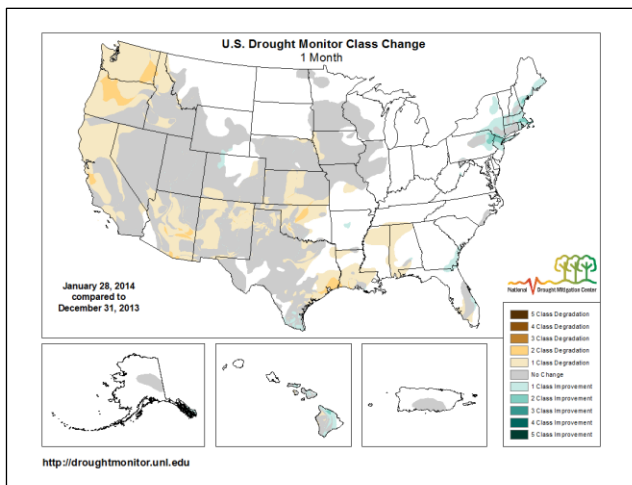 U.S. Drought Monitor Class Change
1 Month
January 28, 2014
compared to
December 31, 2013
National Drought Mitigation Center
5 Class Degradation
4 Class Degradation
3 Class Degradation
2 Class Degradation
1 Class Degradation
No Change
1 Class Improvement
2 Class Improvement
3 Class Improvement
4 Class Improvement
5 Class Improvement
http://droughtmonitor.unl.edu